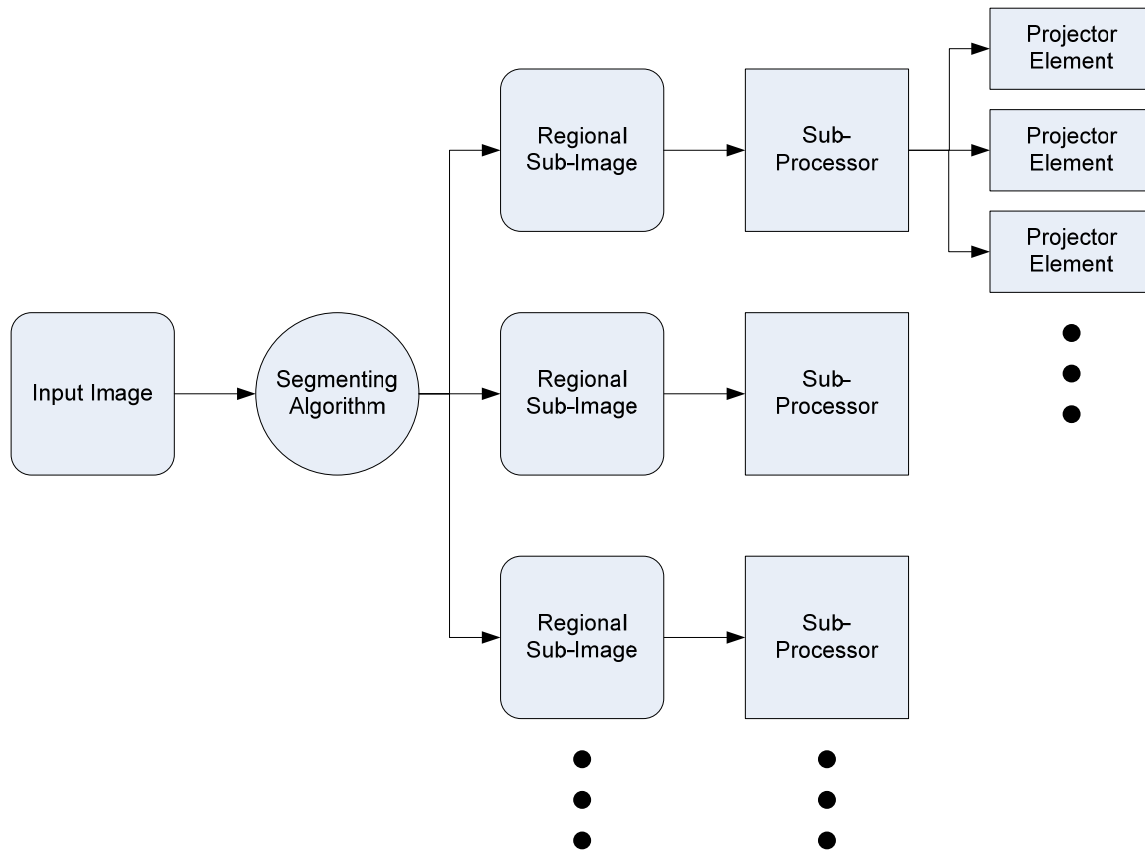 Input Image
Segmenting
Algorithm
Regional
Sub-Image
Sub-
Processor
Projector
Element
Projector
Element
Projector
Element
Regional
Sub-Image
Sub-
Processor
Regional
Sub-Image
Sub-
Processor